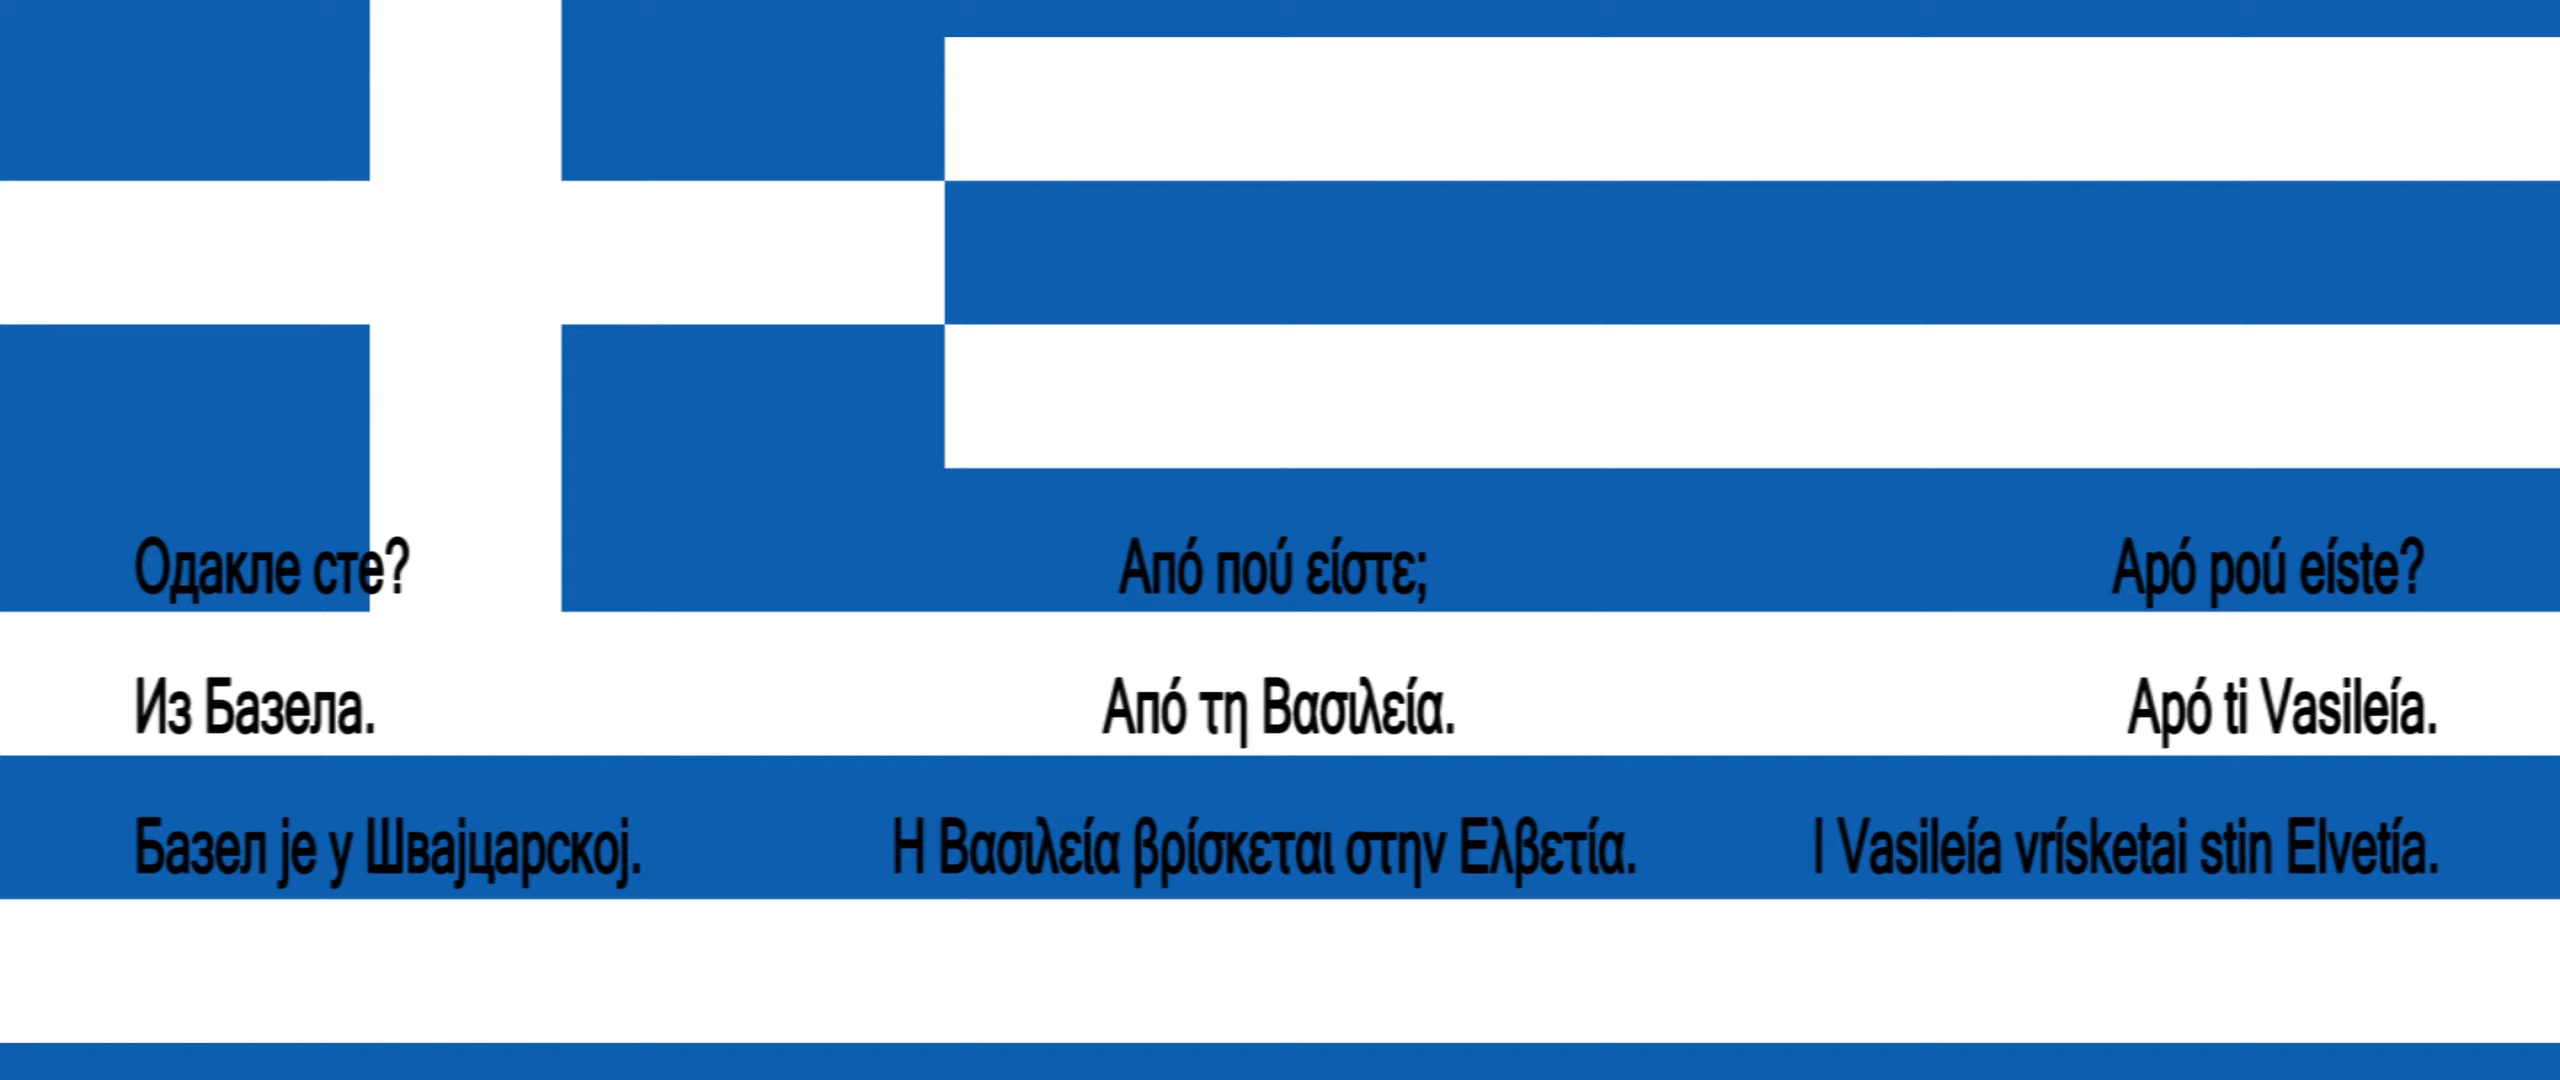 Одакле сте? Από πού είστε; Apó poú eíste?
Из Базела. Από τη Βασιλεία. Apó ti Vasileía.
Базел је у Швајцарској. Η Βασιλεία βρίσκεται στην Ελβετία. I Vasileía vrísketai stin Elvetía.